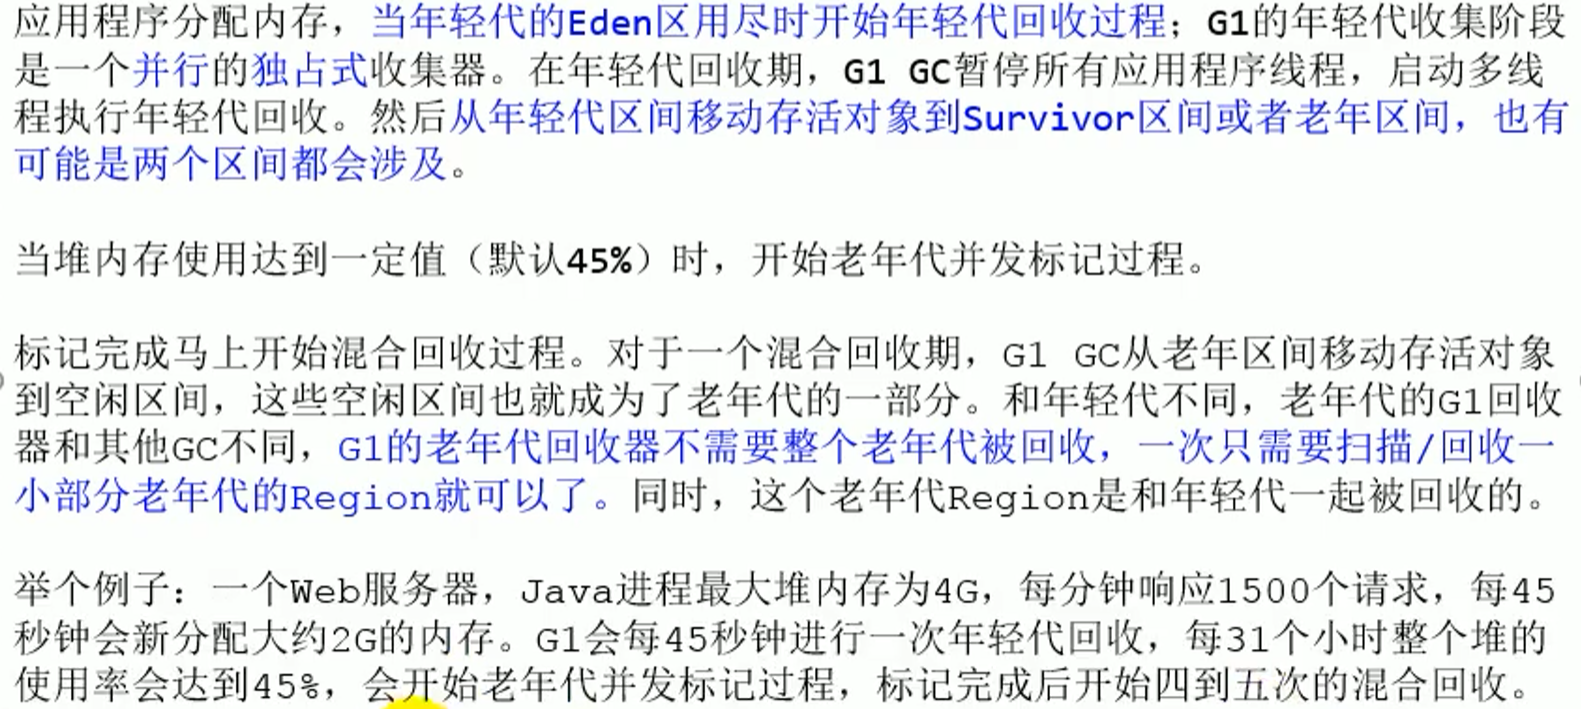 应用程序分配内存，当年轻代的Eden区用尽时开始年轻代回收过程；G1的年轻代收集阶段
是一个并行的独占式收集器。在年轻代回收期，G1 GC暂停所有应用程序线程，启动多线
程执行年轻代回收。然后从年轻代区间移动存活对象到Survivor区间或者老年区间，也有
可能是两个区间都会涉及。
当堆内存使用达到一定值（默认45%）时，开始老年代并发标记过程。
标记完成马上开始混合回收过程。对于一个混合回收期，G1 GC从老年区间移动存活对象
到空闲区间，这些空闲区间也就成为了老年代的一部分。和年轻代不同，老年代的G1回收
器和其他GC不同，G1的老年代回收器不需要整个老年代被回收，一次只需要扫描/回收一
小部分老年代的Region就可以了。同时，这个老年代Region是和年轻代一起被回收的。
举个例子：一个Web服务器，Java进程最大堆内存为4G，每分钟响应1500个请求，每45
秒钟会新分配大约2G的内存。G1会每45秒钟进行一次年轻代回收，每31个小时整个堆的
使用率会达到45%，会开始老年代并发标记过程，标记完成后开始四到五次的混合回收。